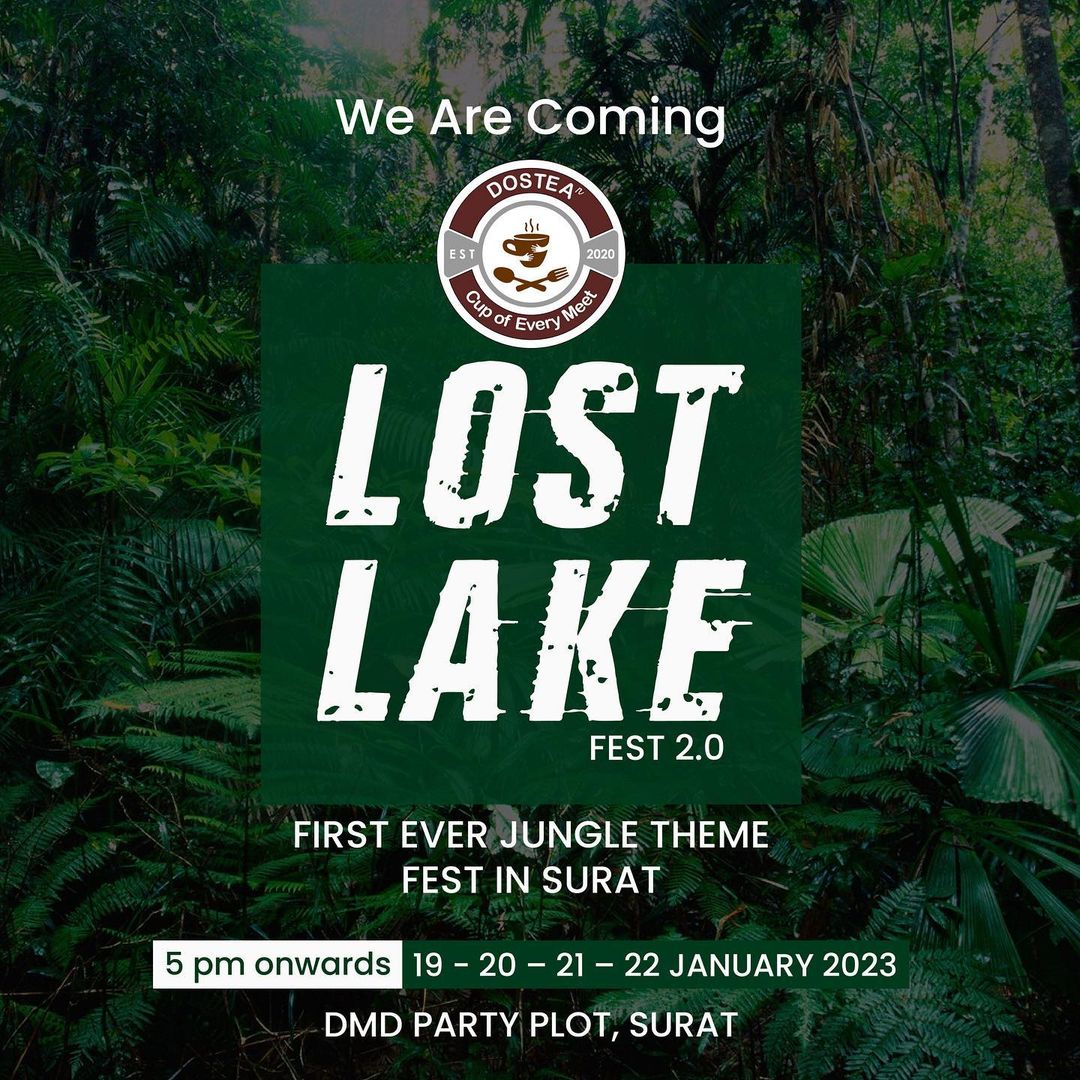 We Are Coming
DOSTEA
EST 2020
Cup of Every Meet
LOST
LAKE
FEST 2.0
FIRST EVER JUNGLE THEME
FEST IN SURAT
5 pm onwards 19 - 20 – 21 – 22 JANUARY 2023
DMD PARTY PLOT, SURAT